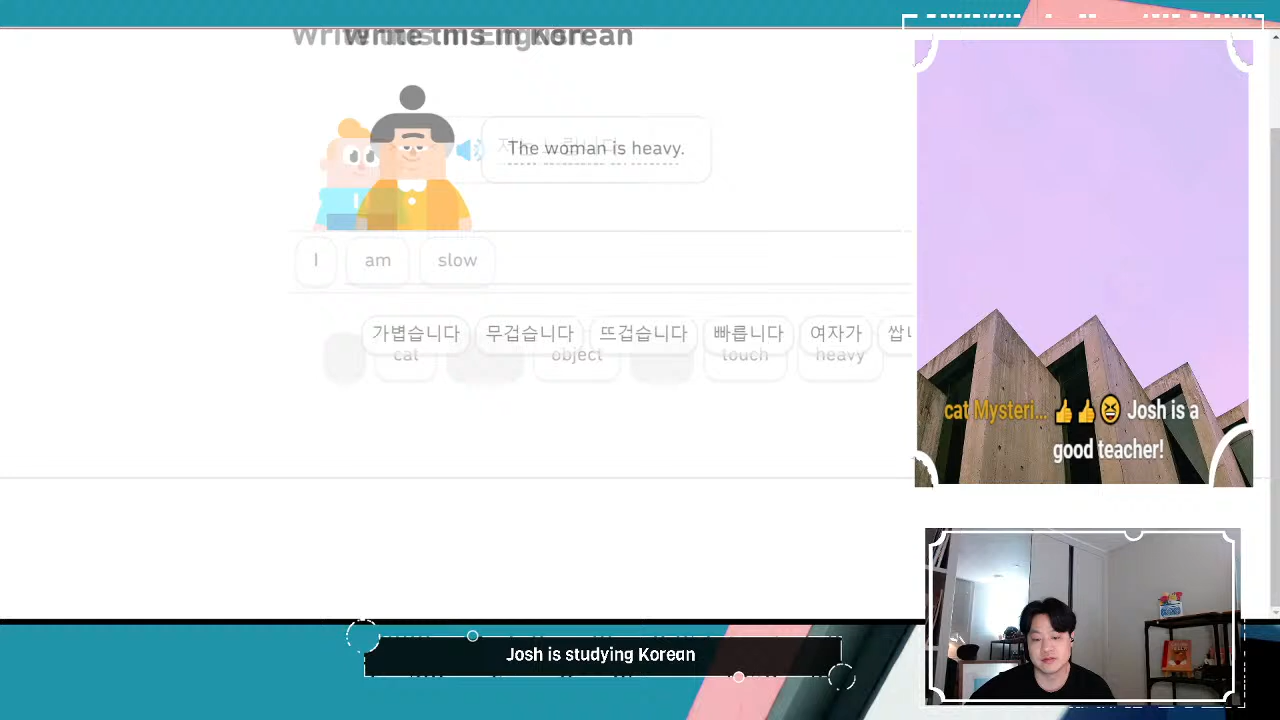 Write this in Korean
The woman is heavy.
I am slow
가볍습니다 무겁습니다 뜨겁습니다 빠릅니다 여자가
cat object touch heavy
cat Mysteri... 👍👍😆 Josh is a
good teacher!
Josh is studying Korean